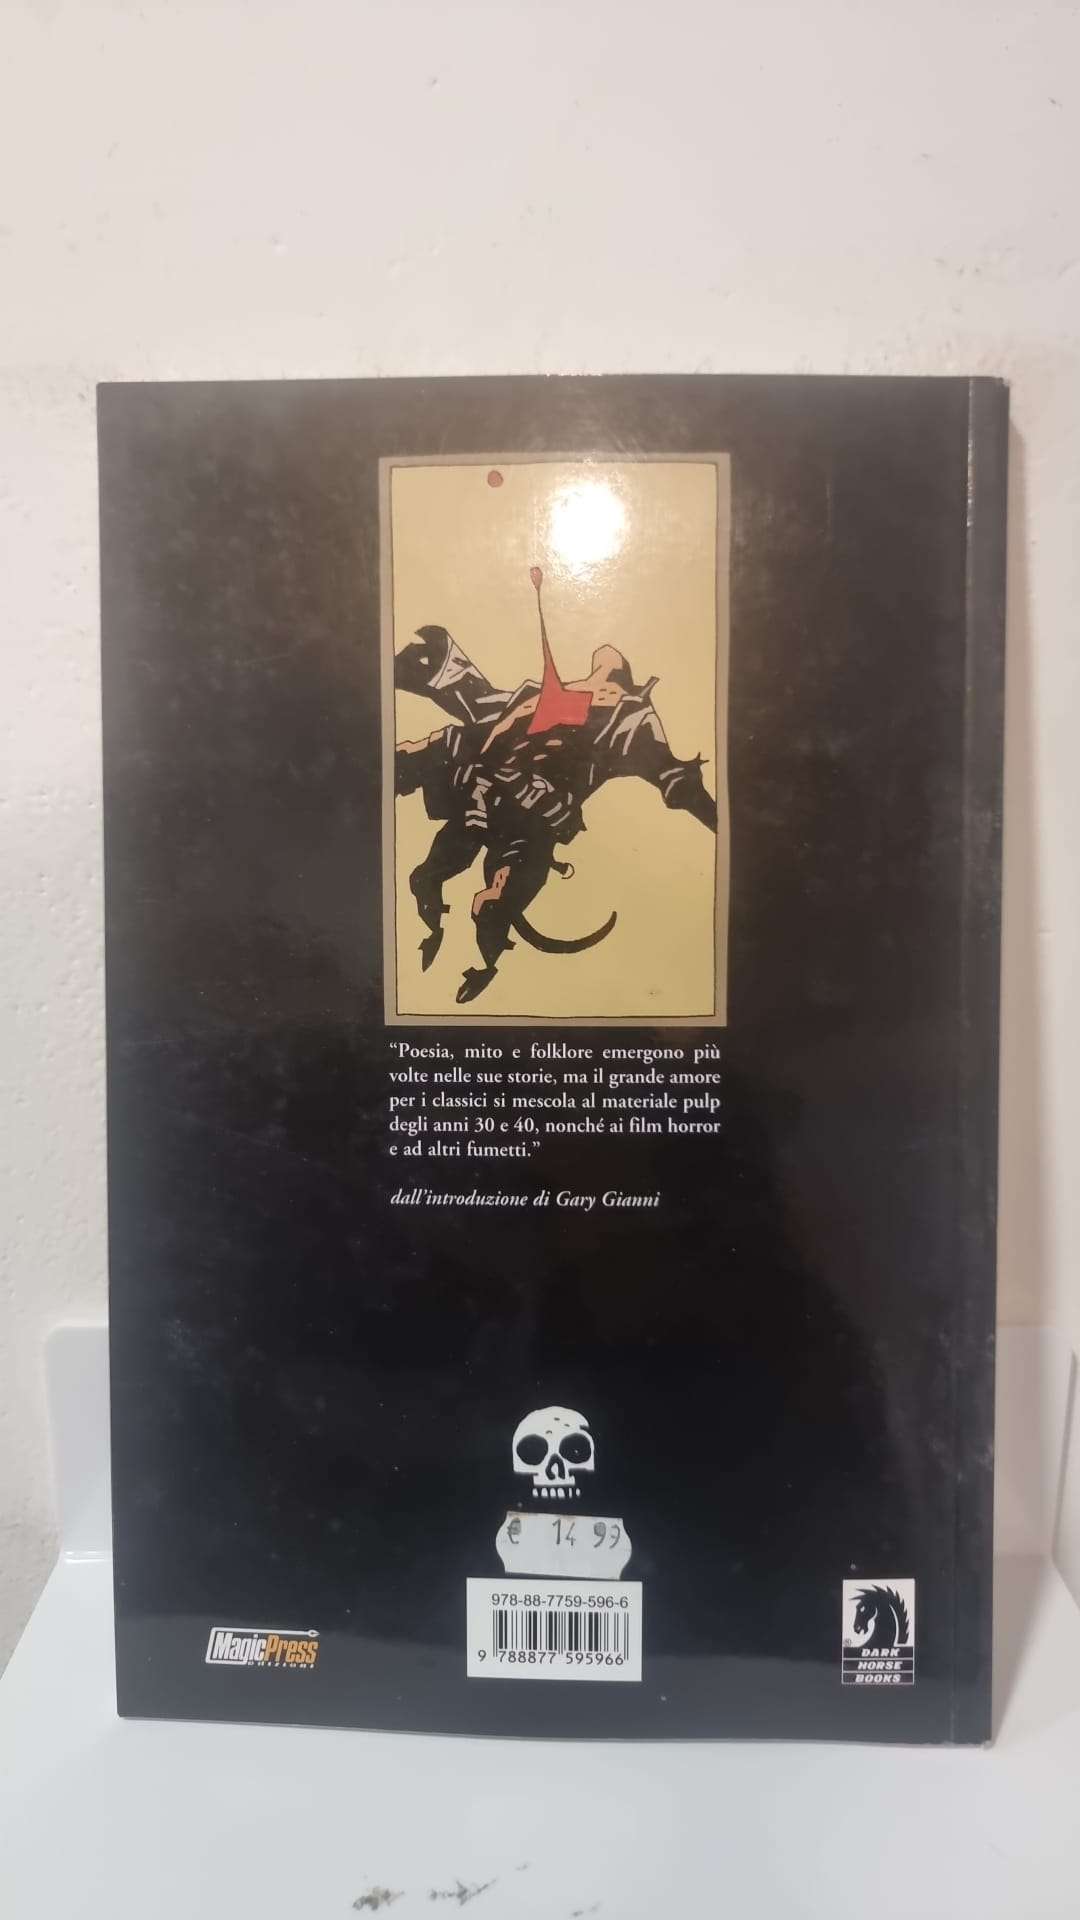 “Poesia, mito e folklore emergono più
volte nelle sue storie, ma il grande amore
per i classici si mescola al materiale pulp
degli anni 30 e 40, nonché ai film horror
e ad altri fumetti.”
dall'introduzione di Gary Gianni
€ 14 99
978-88-7759-596-6
9 788877 595966
MagicPress
edizioni
DARK
HORSE
BOOKS